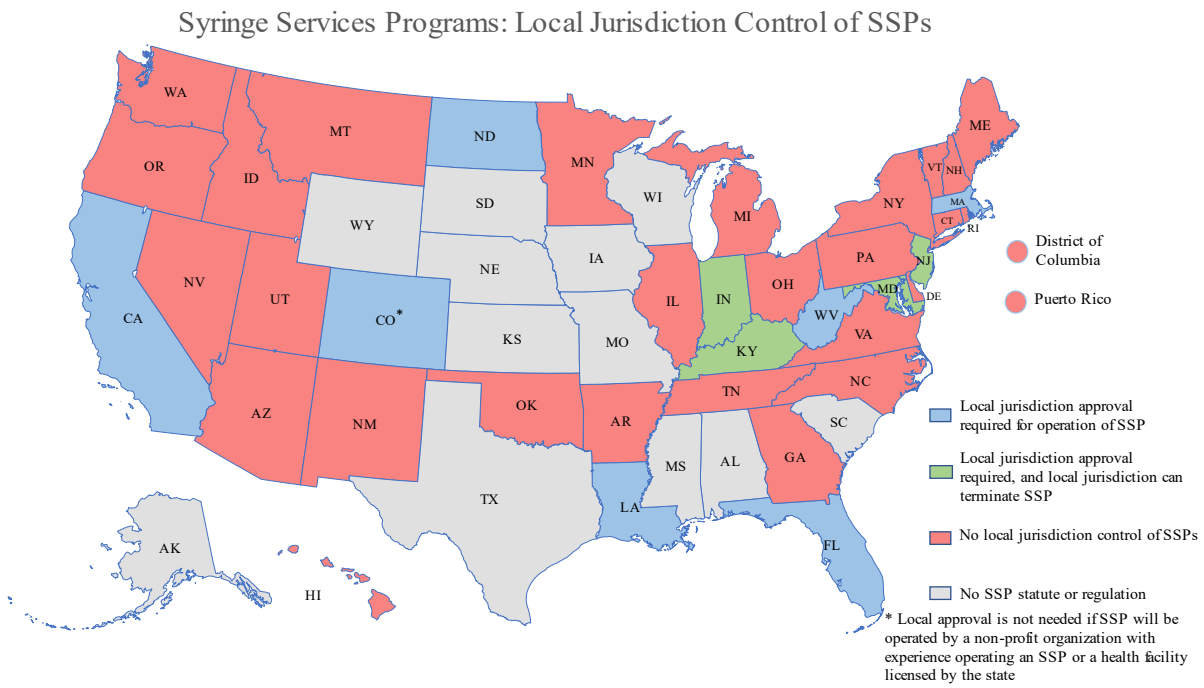 Syringe Services Programs: Local Jurisdiction Control of SSPs
WA
MT
ND
MN
ME
OR
ID
SD
WI
VT
NH
WY
MI
NY
MA
CT
RI
NE
IA
PA
NJ
NV
UT
CO*
IL
IN
OH
MD
DE
CA
KS
MO
WV
VA
KY
AZ
NM
OK
AR
TN
NC
SC
MS
AL
GA
TX
LA
FL
AK
HI
District of
Columbia
Puerto Rico
Local jurisdiction approval
required for operation of SSP
Local jurisdiction approval
required, and local jurisdiction can
terminate SSP
No local jurisdiction control of SSPs
No SSP statute or regulation
* Local approval is not needed if SSP will be
operated by a non-profit organization with
experience operating an SSP or a health facility
licensed by the state